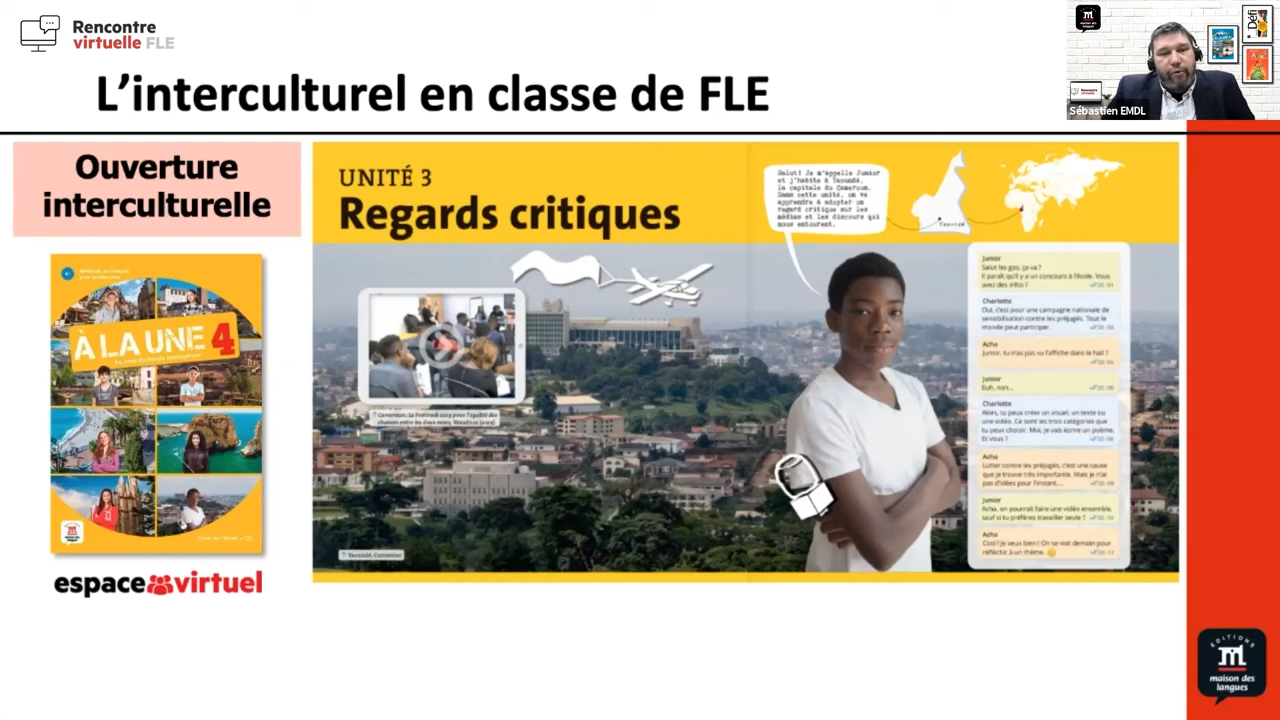 Rencontre
virtuelle FLE
L'interculturel en classe de FLE
Sébastien EMDL
Ouverture
interculturelle
À LA UNE 4
espace virtuel
UNITÉ 3
Regards critiques
Salut! Je m'appelle Junior
et j'habite à Yaoundé,
la capitale du Cameroun.
Dans cette unité, on va
apprendre à adopter un
regard critique sur les
médias et les discours qui
nous entourent.
Yaoundé
Yaoundé, Cameroun
Junior
Salut les gos, ça va ?
Il paraît qu'il y a un concours à l'école. Vous
avez des infos ?
Charlotte
Oui, c'est pour une campagne nationale de
sensibilisation contre les préjugés. Tout le
monde peut participer.
Acha
Junior, tu n'as pas vu l'affiche dans le hall ?
Junior
Euh, non...
Charlotte
Alors, tu peux créer un visuel, un texte ou
une vidéo. Ce sont les trois catégories que
tu peux choisir. Moi, je vais écrire un poème.
Et vous ?
Acha
Lutter contre les préjugés, c'est une cause
que je trouve très importante. Mais je n'ai
pas d'idées pour l'instant...
Junior
Acha, on pourrait faire une vidéo ensemble,
sauf si tu préfères travailler seule ?
Acha
Cool ! Je veux bien ! On se voit demain pour
réfléchir à un thème.
ÉDITIONS
maison des
langues